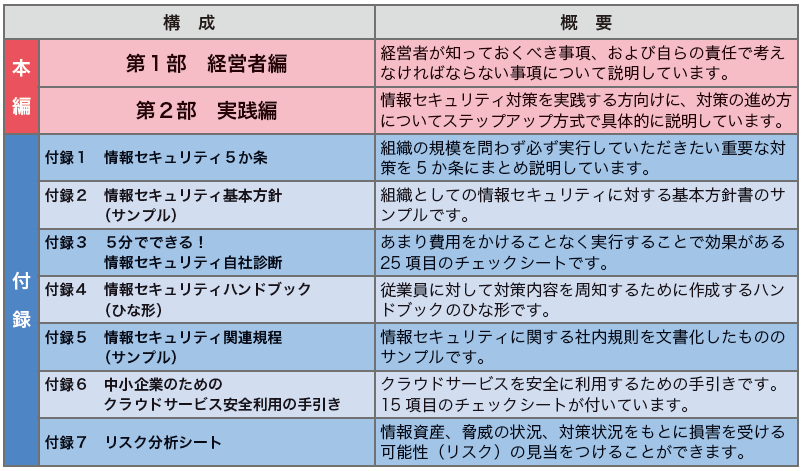 構　成
概　要
本編
第１部　経営者編
経営者が知っておくべき事項、および自らの責任で考え
なければならない事項について説明しています。
第２部　実践編
情報セキュリティ対策を実践する方向けに、対策の進め方
についてステップアップ方式で具体的に説明しています。
付録
付録１　情報セキュリティ５か条
組織の規模を問わず必ず実行していただきたい重要な対
策を５か条にまとめ説明しています。
付録２　情報セキュリティ基本方針
（サンプル）
組織としての情報セキュリティに対する基本方針書のサ
ンプルです。
付録３　５分でできる！
情報セキュリティ自社診断
あまり費用をかけることなく実行することで効果がある
25 項目のチェックシートです。
付録４　情報セキュリティハンドブック
（ひな形）
従業員に対して対策内容を周知するために作成するハン
ドブックのひな形です。
付録５　情報セキュリティ関連規程
（サンプル）
情報セキュリティに関する社内規則を文書化したものの
サンプルです。
付録６　中小企業のための
クラウドサービス安全利用の手引き
クラウドサービスを安全に利用するための手引きです。
15 項目のチェックシートが付いています。
付録７　リスク分析シート
情報資産、脅威の状況、対策状況をもとに損害を受ける
可能性（リスク）の見当をつけることができます。